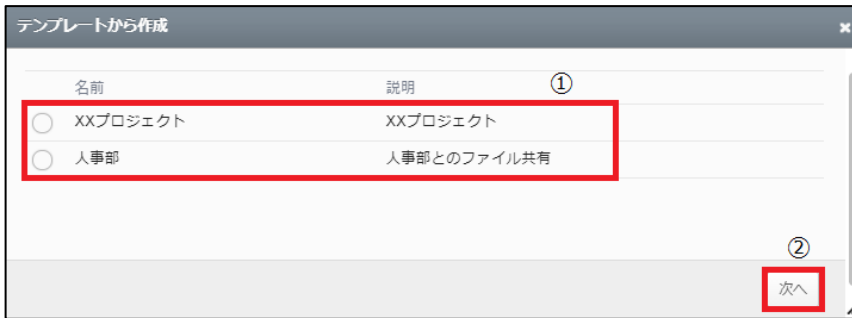 テンプレートから作成 ×
名前 説明 ①
XXプロジェクト XXプロジェクト
人事部 人事部とのファイル共有
②
次へ